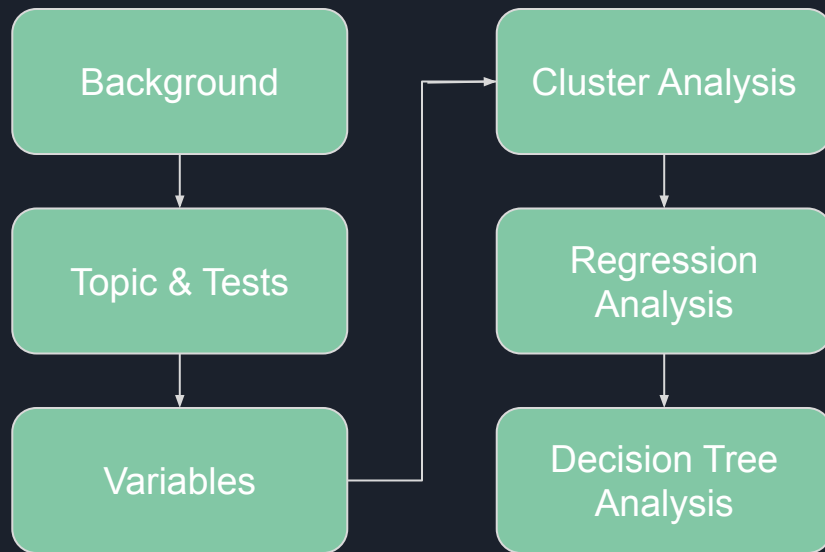 Background
Topic & Tests
Variables
Cluster Analysis
Regression
Analysis
Decision Tree
Analysis